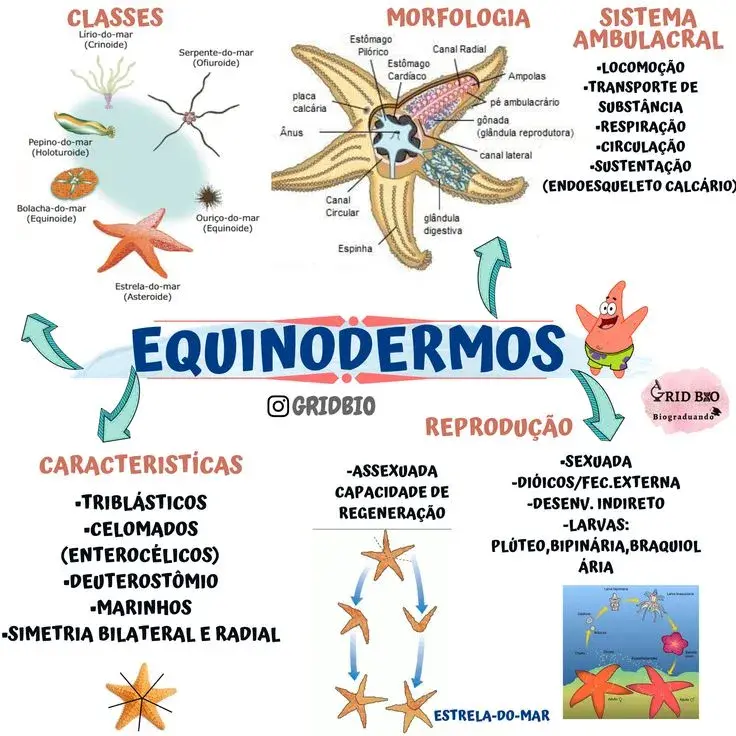 CLASSES
Lírio-do-mar
(Crinoide)
Serpente-do-mar
(Ofiuroide)
Pepino-do-mar
(Holoturoide)
Bolacha-do-mar
(Equinoide)
Ouriço-do-mar
(Equinoide)
Estrela-do-mar
(Asteroide)
MORFOLOGIA
Estômago
Pilórico
Canal Radial
Estômago
Cardíaco
Ampolas
placa
calcária
pé ambulacrário
gônada
(glândula reprodutora)
Ânus
canal lateral
Canal
Circular
glândula
digestiva
Espinha
SISTEMA
AMBULACRAL
-LOCOMOÇÃO
-TRANSPORTE DE
SUBSTÂNCIA
-RESPIRAÇÃO
-CIRCULAÇÃO
-SUSTENTAÇÃO
(ENDOESQUELETO CALCÁRIO)
EQUINODERMOS
GRIDBIO
GRID BIO
Biograduando
CARACTERISTÍCAS
-TRIBLÁSTICOS
-CELOMADOS
(ENTEROCÉLICOS)
-DEUTEROSTÔMIO
-MARINHOS
-SIMETRIA BILATERAL E RADIAL
REPRODUÇÃO
-ASSEXUADA
CAPACIDADE DE
REGENERAÇÃO
ESTRELA-DO-MAR
-SEXUADA
-DIÓICOS/FEC.EXTERNA
-DESENV. INDIRETO
-LARVAS:
PLÚTEO,BIPINÁRIA,BRAQUIOL
ÁRIA